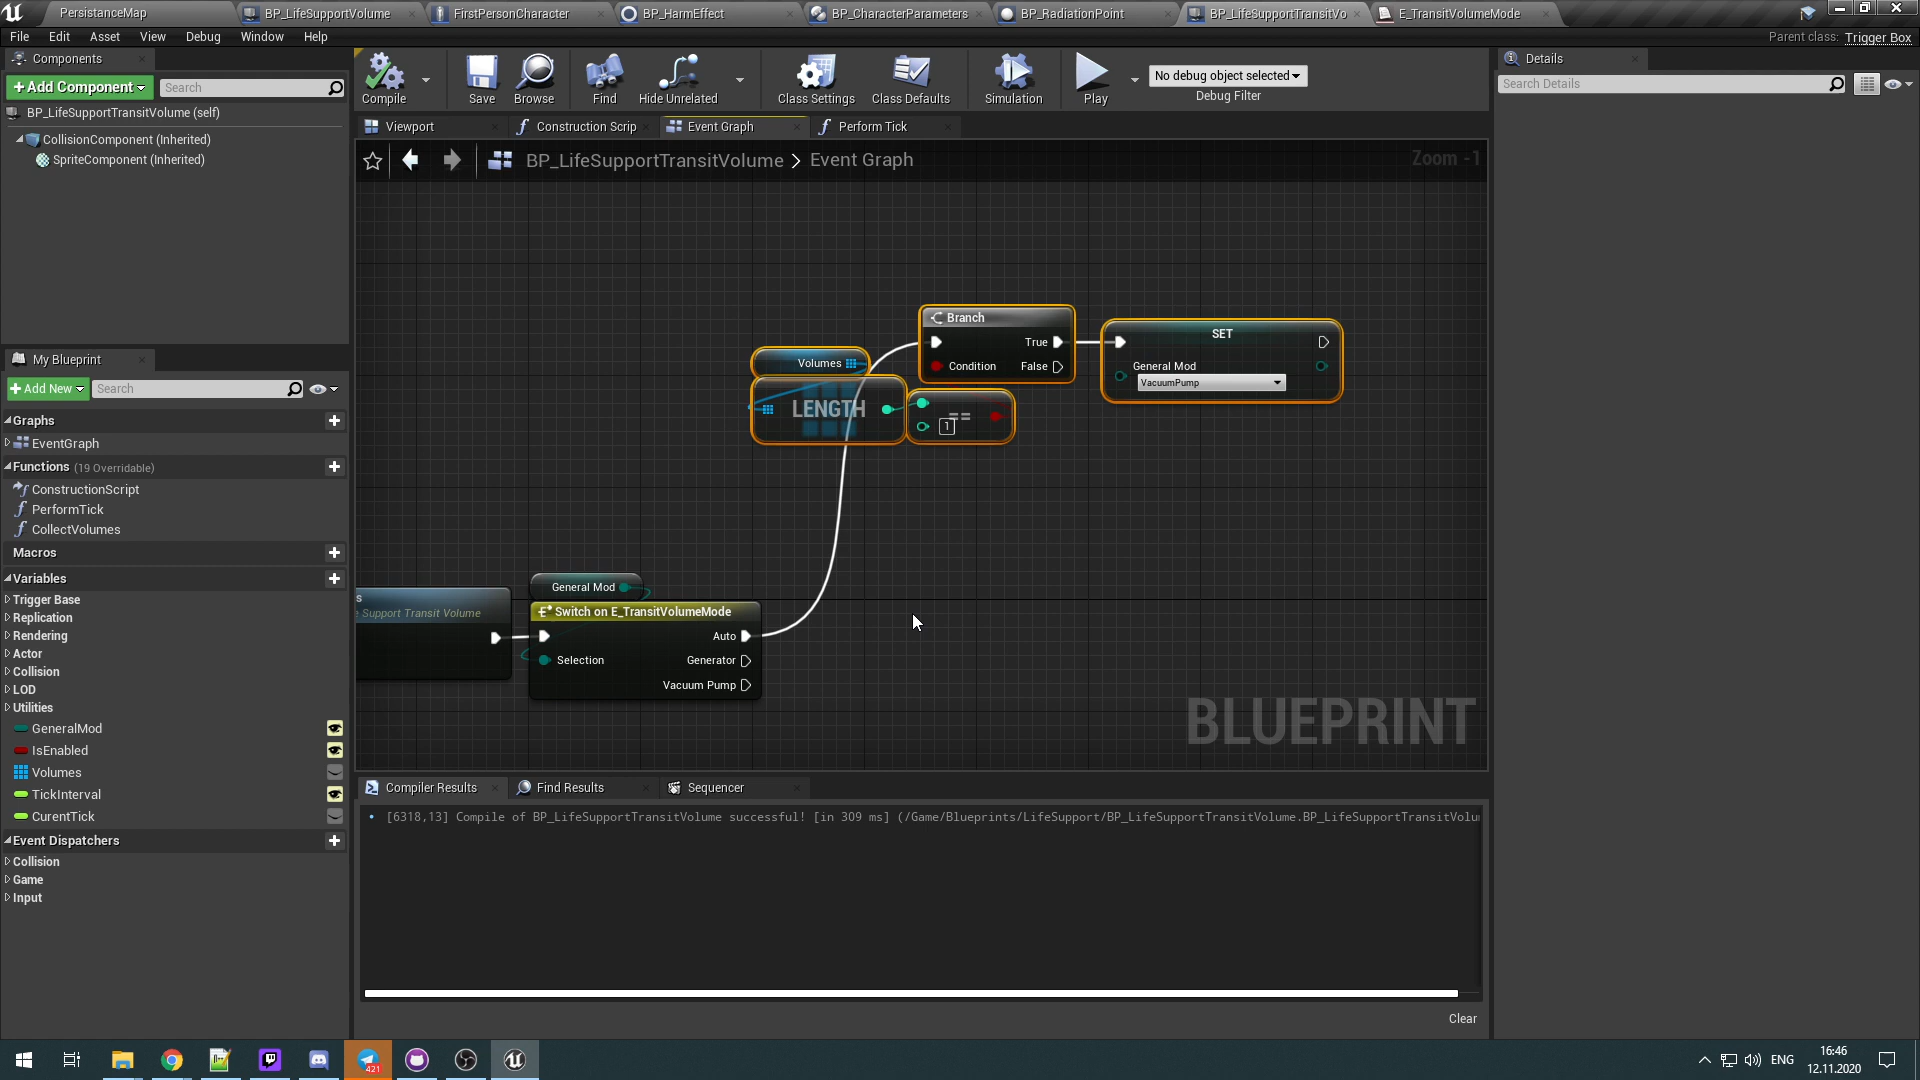 PersistanceMap
BP_LifeSupportVolume
FirstPersonCharacter
BP_HarmEffect
BP_CharacterParameters
BP_RadiationPoint
BP_LifeSupportTransitVo
E_TransitVolumeMode
File Edit Asset View Debug Window Help
Parent class: Trigger Box
Components
Add Component
Search
BP_LifeSupportTransitVolume (self)
CollisionComponent (Inherited)
SpriteComponent (Inherited)
Compile
Save
Browse
Find
Hide Unrelated
Class Settings
Class Defaults
Simulation
Play
No debug object selected
Debug Filter
Details
Search Details
Viewport
Construction Scrip
Event Graph
Perform Tick
BP_LifeSupportTransitVolume > Event Graph
Zoom -1
Branch
True
Condition
False
SET
General Mod
VacuumPump
Volumes
LENGTH
==
1
General Mod
Switch on E_TransitVolumeMode
Auto
Selection
Generator
Vacuum Pump
s
e Support Transit Volume
BLUEPRINT
My Blueprint
Add New
Search
Graphs
EventGraph
Functions (19 Overridable)
ConstructionScript
PerformTick
CollectVolumes
Macros
Variables
Trigger Base
Replication
Rendering
Actor
Collision
LOD
Utilities
GeneralMod
IsEnabled
Volumes
TickInterval
CurentTick
Event Dispatchers
Collision
Game
Input
Compiler Results
Find Results
Sequencer
[6318,13] Compile of BP_LifeSupportTransitVolume successful! [in 309 ms] (/Game/Blueprints/LifeSupport/BP_LifeSupportTransitVolume.BP_LifeSupportTransitVolu
Clear
421
ENG
16:46
12.11.2020